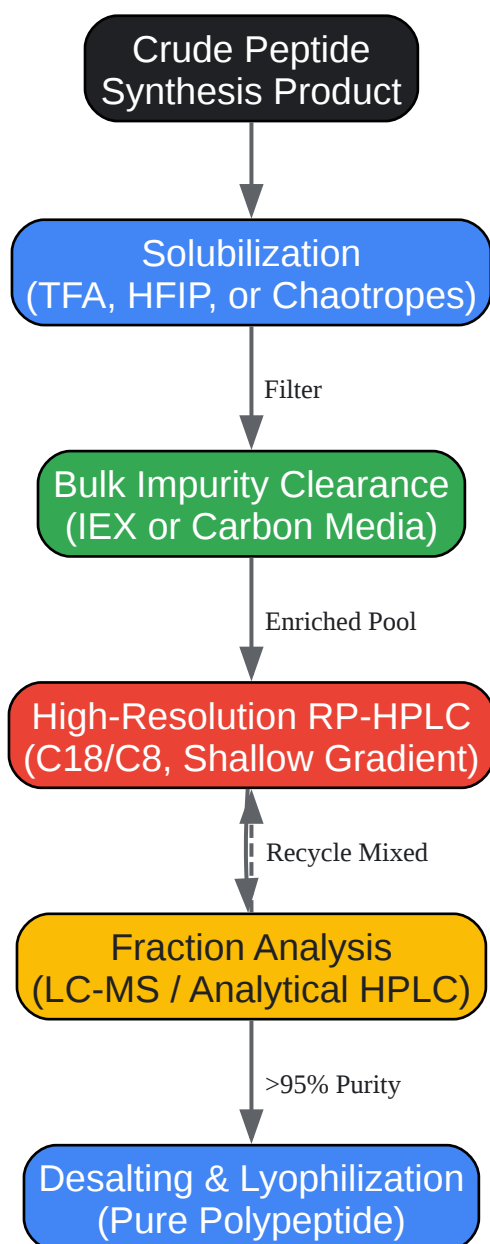 Crude Peptide
Synthesis Product
Solubilization
(TFA, HFIP, or Chaotropes)
Filter
Bulk Impurity Clearance
(IEX or Carbon Media)
Enriched Pool
High-Resolution RP-HPLC
(C18/C8, Shallow Gradient)
Recycle Mixed
Fraction Analysis
(LC-MS / Analytical HPLC)
>95% Purity
Desalting & Lyophilization
(Pure Polypeptide)